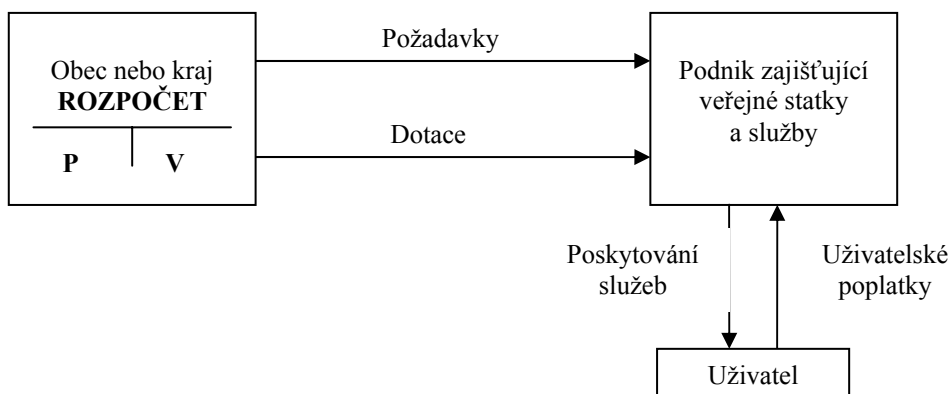 Obec nebo kraj
ROZPOČET
P
V
Požadavky
Dotace
Podnik zajišťující
veřejné statky
a služby
Poskytování
služeb
Uživatelské
poplatky
Uživatel